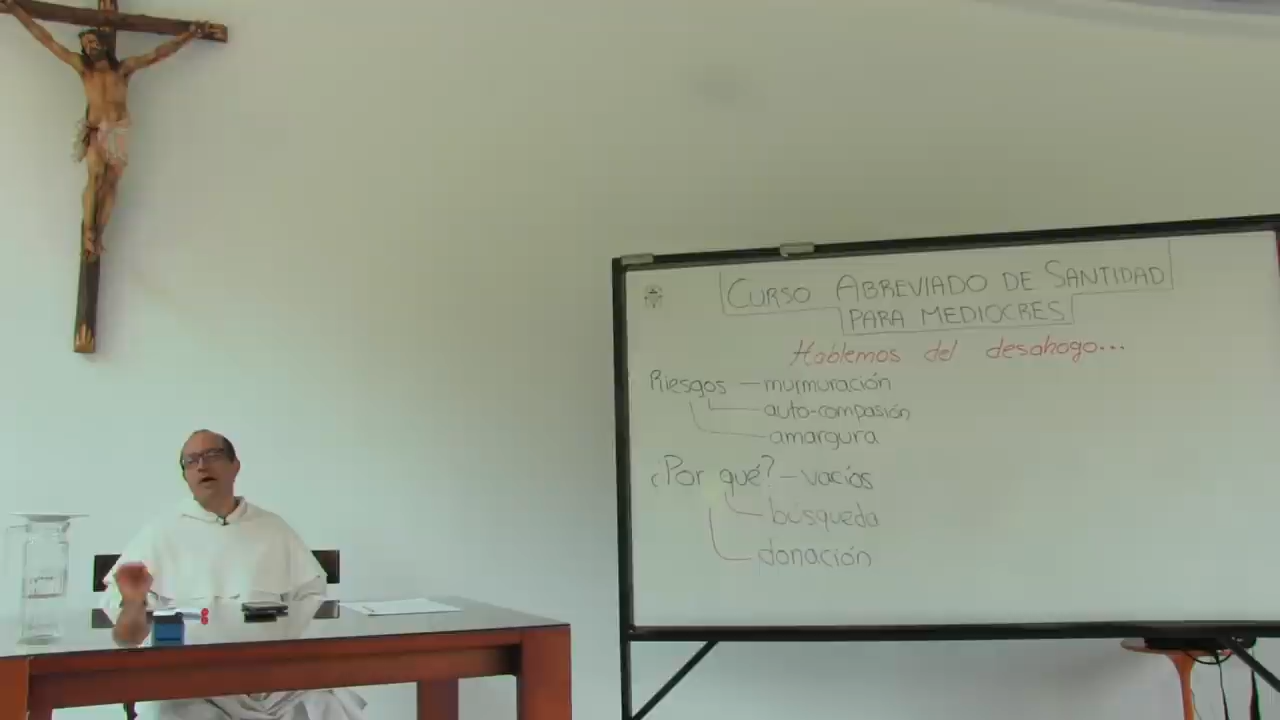 CURSO ABREVIADO DE SANTIDAD
PARA MEDIOCRES
Hablemos del desahogo...
Riesgos — murmuración
auto-compasión
amargura
¿Por qué? — vacíos
búsqueda
donación